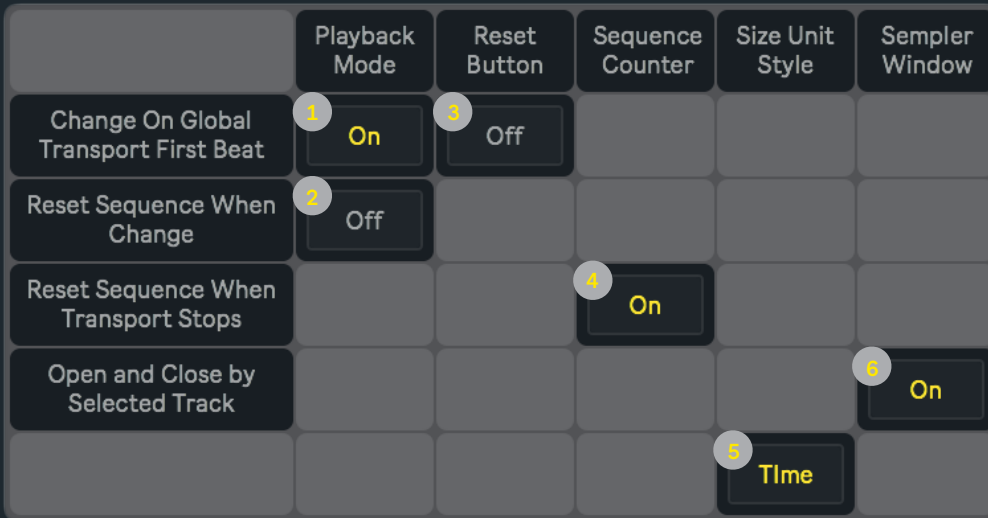 Playback
Mode
Reset
Button
Sequence
Counter
Size Unit
Style
Sempler
Window
Change On Global
Transport First Beat
1
On
3
Off
Reset Sequence When
Change
2
Off
Reset Sequence When
Transport Stops
4
On
Open and Close by
Selected Track
6
On
5
TIme